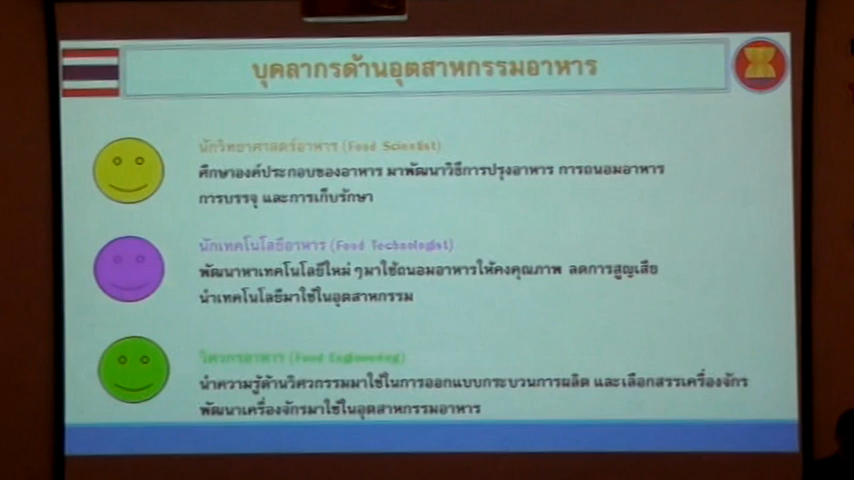 บุคลากรด้านอุตสาหกรรมอาหาร
นักวิทยาศาสตร์อาหาร (Food Scientist)
ศึกษาองค์ประกอบของอาหาร มาพัฒนาวิธีการปรุงอาหาร การถนอมอาหาร
การบรรจุ และการเก็บรักษา
นักเทคโนโลยีอาหาร (Food Technologist)
พัฒนาหาเทคโนโลยีใหม่ ๆมาใช้ถนอมอาหารให้คงคุณภาพ ลดการสูญเสีย
นำเทคโนโลยีมาใช้ในอุตสาหกรรม
วิศวกรอาหาร (Food Engineering)
นำความรู้ด้านวิศวกรรมมาใช้ในการออกแบบกระบวนการผลิต และเลือกสรรเครื่องจักร
พัฒนาเครื่องจักรมาใช้ในอุตสาหกรรมอาหาร